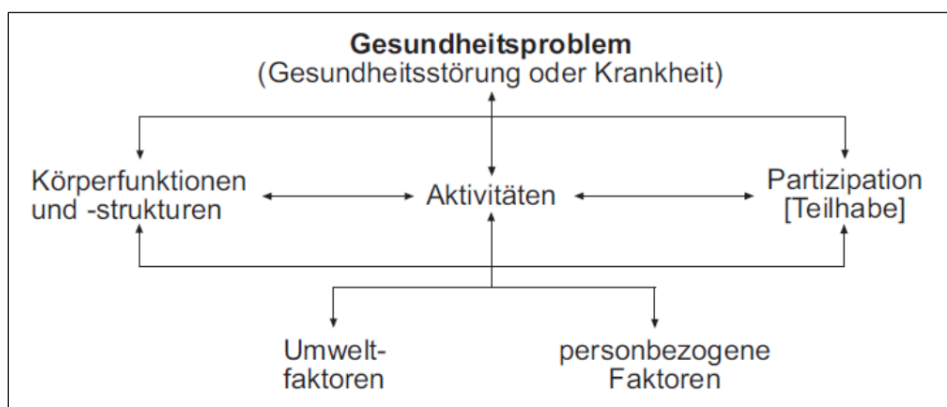 Gesundheitsproblem
(Gesundheitsstörung oder Krankheit)
Körperfunktionen
und -strukturen
Aktivitäten
Partizipation
[Teilhabe]
Umwelt-
faktoren
personbezogene
Faktoren